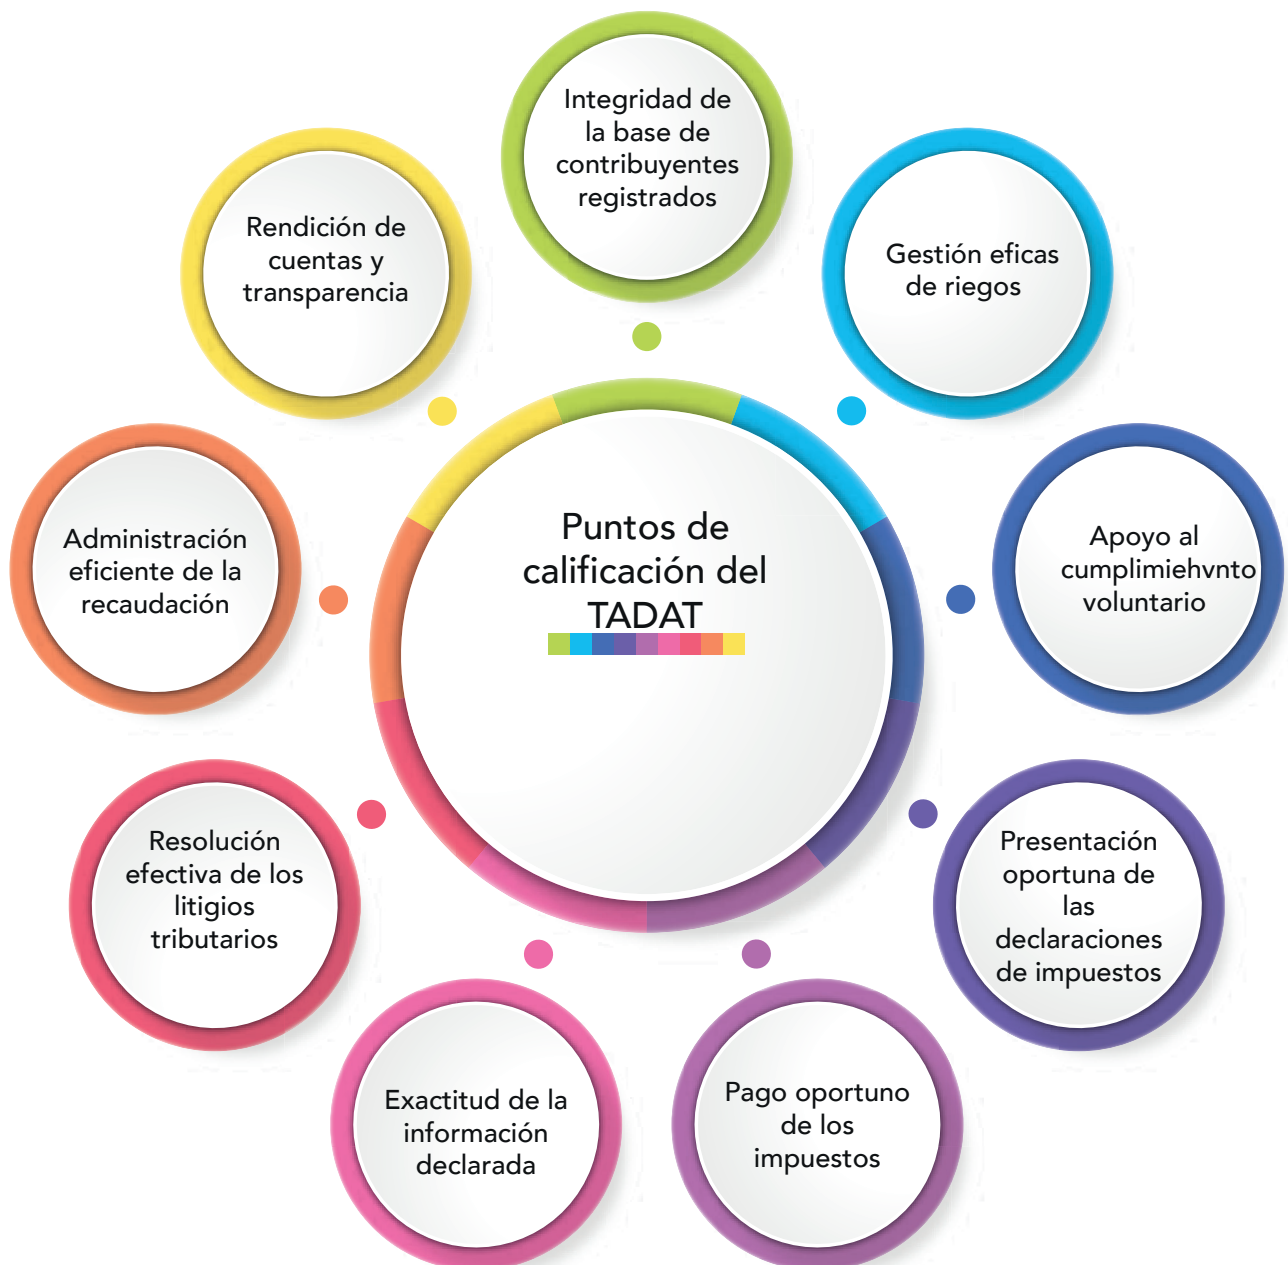 Integridad de
la base de
contribuyentes
registrados
Gestión eficas
de riegos
Apoyo al
cumplimiehvnto
voluntario
Presentación
oportuna de
las
declaraciones
de impuestos
Pago oportuno
de los
impuestos
Exactitud de la
información
declarada
Resolución
efectiva de los
litigios
tributarios
Administración
eficiente de la
recaudación
Rendición de
cuentas y
transparencia
Puntos de
calificación del
TADAT